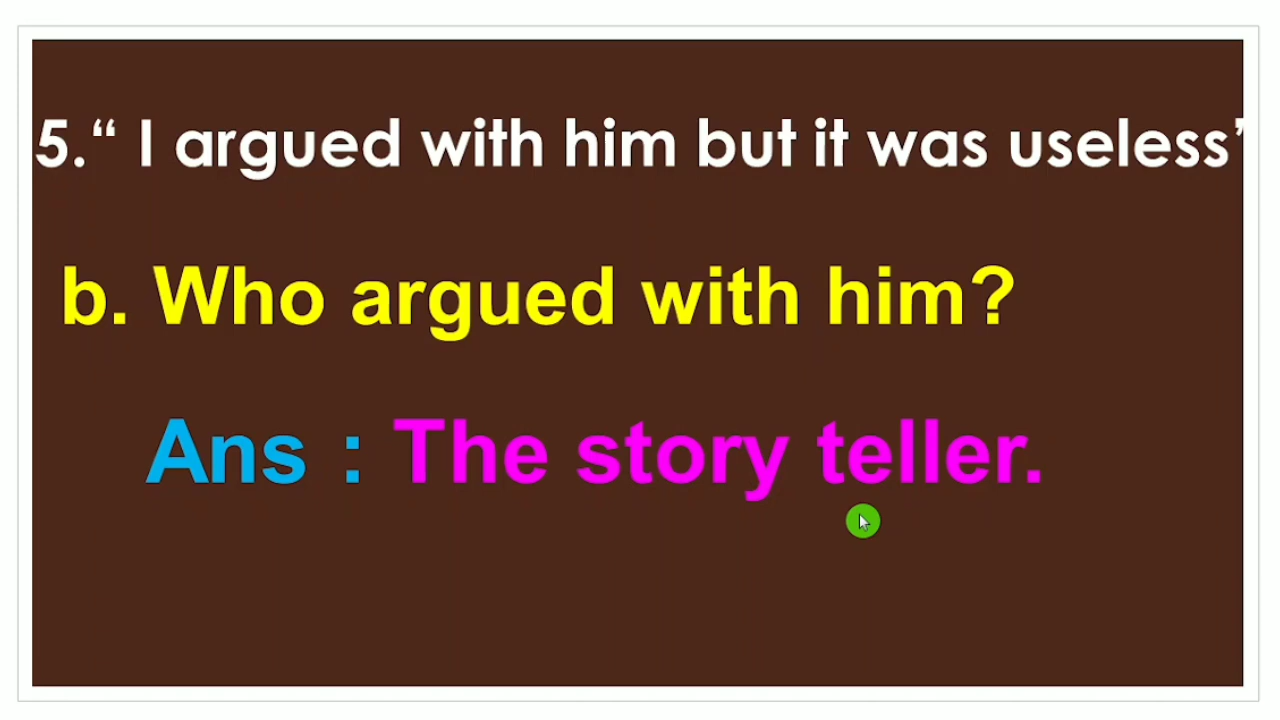 5.“ I argued with him but it was useless’
b. Who argued with him?
Ans : The story teller.